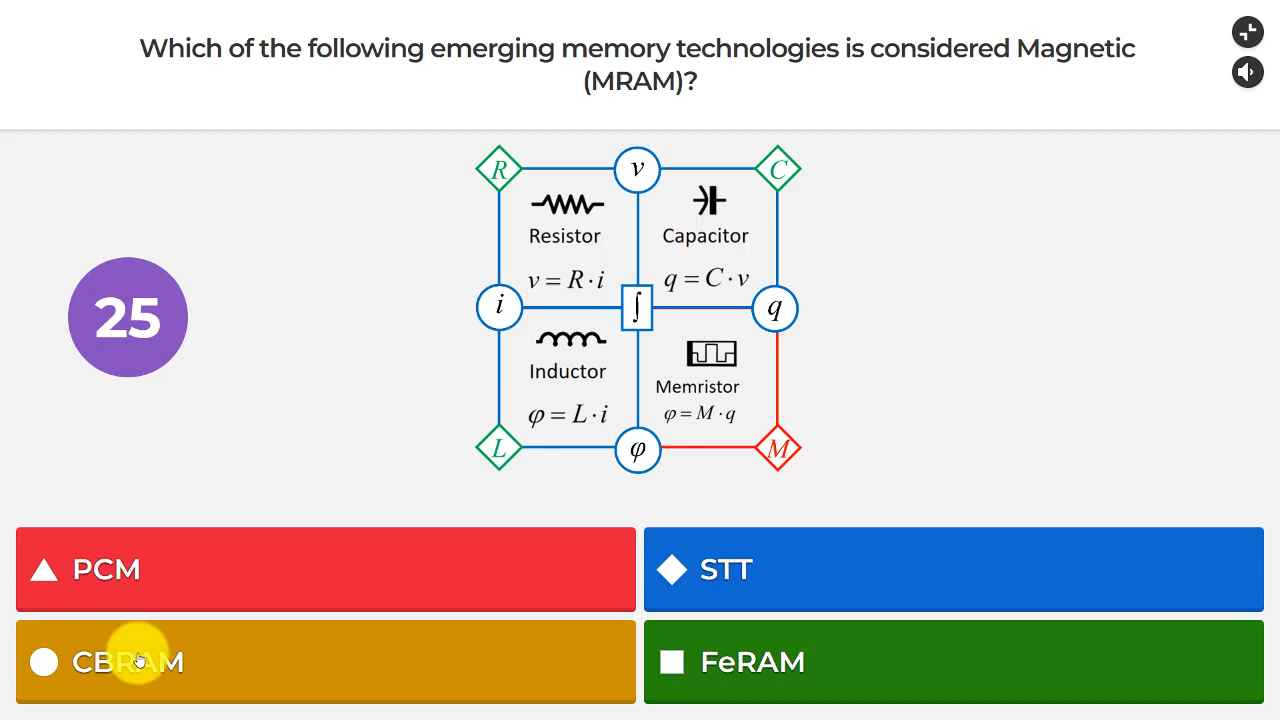 Which of the following emerging memory technologies is considered Magnetic
(MRAM)?
R
v
C
Resistor
Capacitor
v = R · i
q = C · v
25
i
∫
q
Inductor
Memristor
φ = L · i
φ = M · q
L
φ
M
PCM
STT
CBRAM
FeRAM